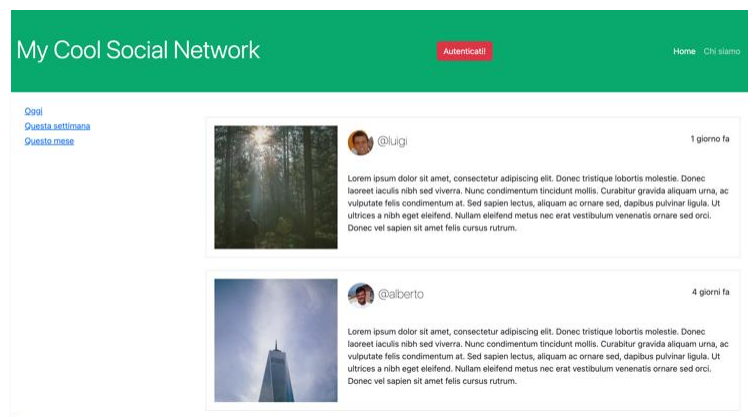 My Cool Social Network
Autenticati!
Home Chi siamo
Oggi
Questa settimana
Questo mese
@luigi
1 giorno fa
Lorem ipsum dolor sit amet, consectetur adipiscing elit. Donec tristique lobortis molestie. Donec
laoreet iaculis nibh sed viverra. Nunc condimentum tincidunt mollis. Curabitur gravida aliquam urna, ac
vulputate felis condimentum at. Sed sapien lectus, aliquam ac ornare sed, dapibus pulvinar ligula. Ut
ultrices a nibh eget eleifend. Nullam eleifend metus nec erat vestibulum venenatis ornare sed orci.
Donec vel sapien sit amet felis cursus rutrum.
@alberto
4 giorni fa
Lorem ipsum dolor sit amet, consectetur adipiscing elit. Donec tristique lobortis molestie. Donec
laoreet iaculis nibh sed viverra. Nunc condimentum tincidunt mollis. Curabitur gravida aliquam urna, ac
vulputate felis condimentum at. Sed sapien lectus, aliquam ac ornare sed, dapibus pulvinar ligula. Ut
ultrices a nibh eget eleifend. Nullam eleifend metus nec erat vestibulum venenatis ornare sed orci.
Donec vel sapien sit amet felis cursus rutrum.